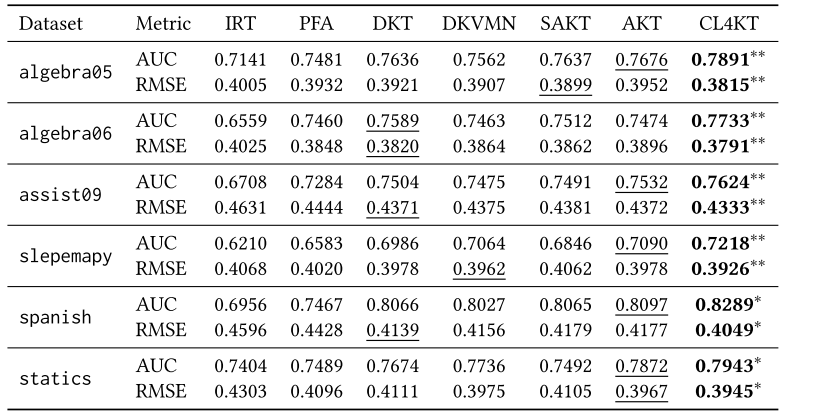 Dataset Metric IRT PFA DKT DKVMN SAKT AKT CL4KT
algebra05 AUC 0.7141 0.7481 0.7636 0.7562 0.7637 0.7676 0.7891**
RMSE 0.4005 0.3932 0.3921 0.3907 0.3899 0.3952 0.3815**
algebra06 AUC 0.6559 0.7460 0.7589 0.7463 0.7512 0.7474 0.7733**
RMSE 0.4025 0.3848 0.3820 0.3864 0.3862 0.3896 0.3791**
assist09 AUC 0.6708 0.7284 0.7504 0.7475 0.7491 0.7532 0.7624**
RMSE 0.4631 0.4444 0.4371 0.4375 0.4381 0.4372 0.4333**
slepemapy AUC 0.6210 0.6583 0.6986 0.7064 0.6846 0.7090 0.7218**
RMSE 0.4068 0.4020 0.3978 0.3962 0.4062 0.3978 0.3926**
spanish AUC 0.6956 0.7467 0.8066 0.8027 0.8065 0.8097 0.8289*
RMSE 0.4596 0.4428 0.4139 0.4156 0.4179 0.4177 0.4049*
statics AUC 0.7404 0.7489 0.7674 0.7736 0.7492 0.7872 0.7943*
RMSE 0.4303 0.4096 0.4111 0.3975 0.4105 0.3967 0.3945*